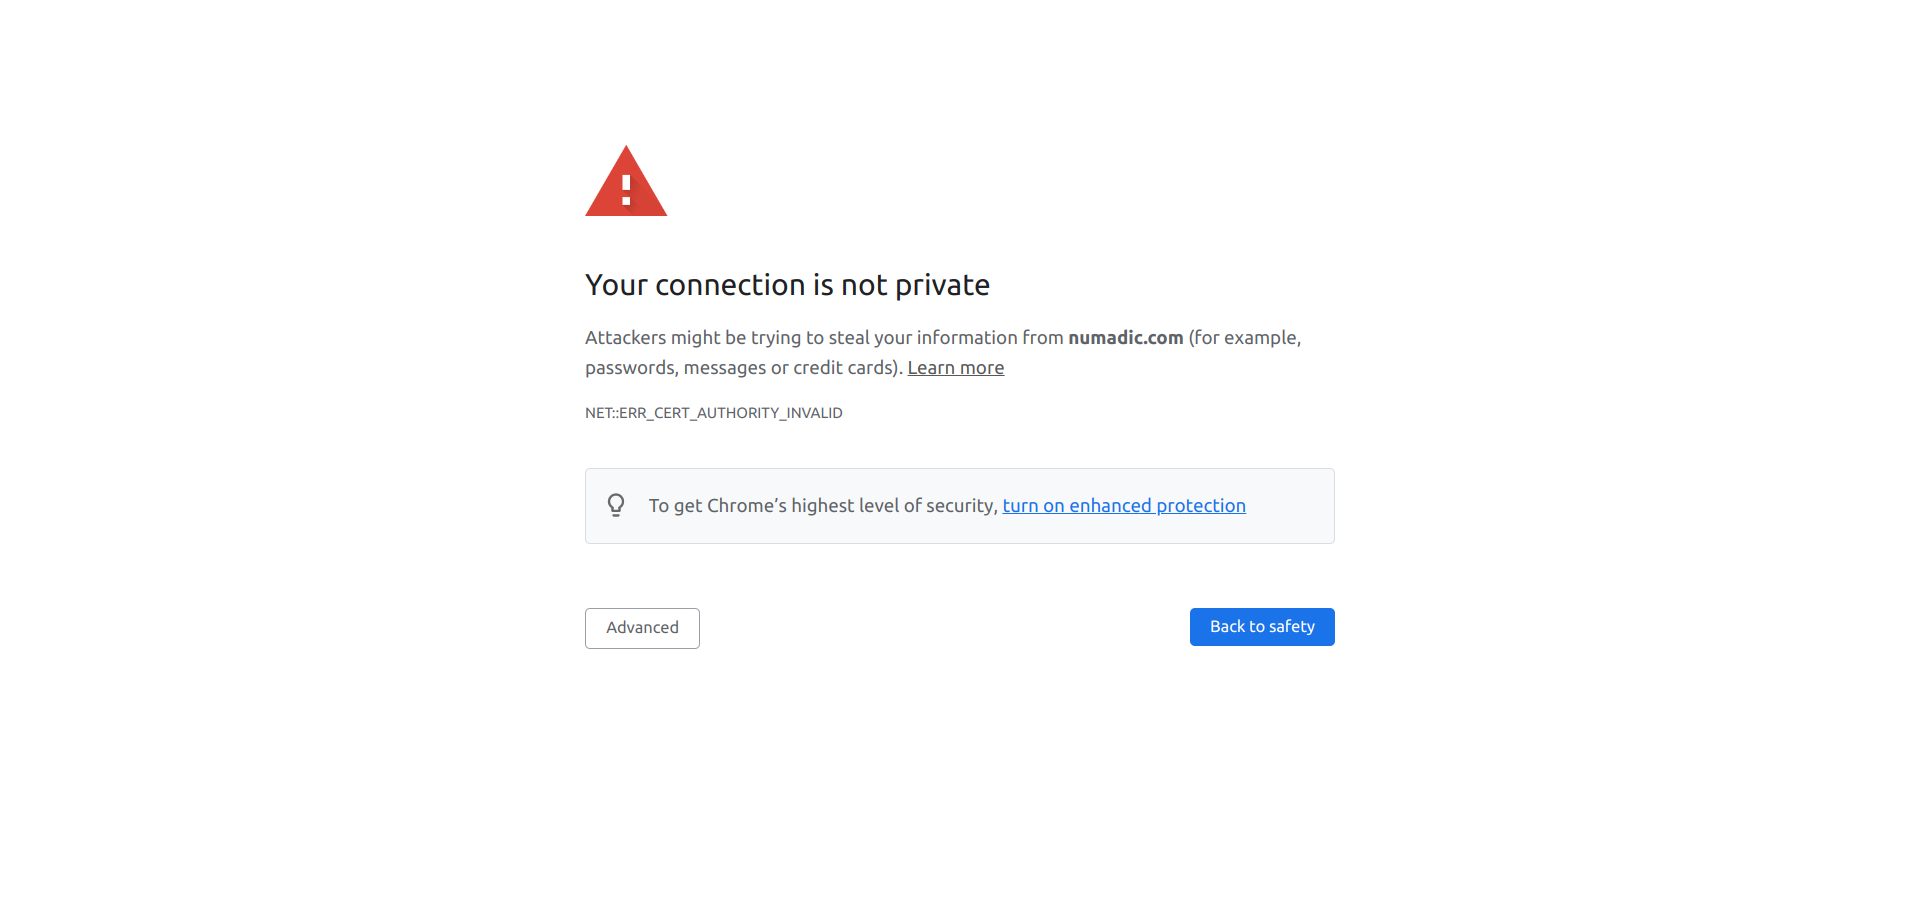 Your connection is not private
Attackers might be trying to steal your information from numadic.com (for example,
passwords, messages or credit cards). Learn more
NET::ERR_CERT_AUTHORITY_INVALID
To get Chrome’s highest level of security, turn on enhanced protection
Advanced
Back to safety